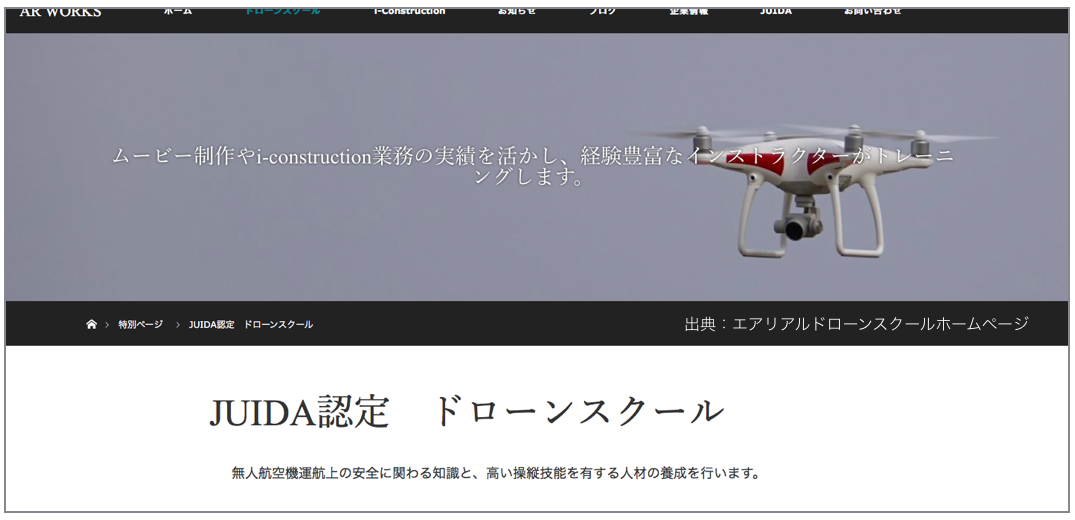 AR WORKS ホーム ドローンスクール i-Construction お知らせ ブログ 企業情報 JUIDA お問い合わせ
ムービー制作やi-construction業務の実績を活かし、経験豊富なインストラクターがトレーニ
ングします。
特別ページ JUIDA認定　ドローンスクール
出典：エアリアルドローンスクールホームページ
JUIDA認定　ドローンスクール
無人航空機運航上の安全に関わる知識と、高い操縦技能を有する人材の養成を行います。